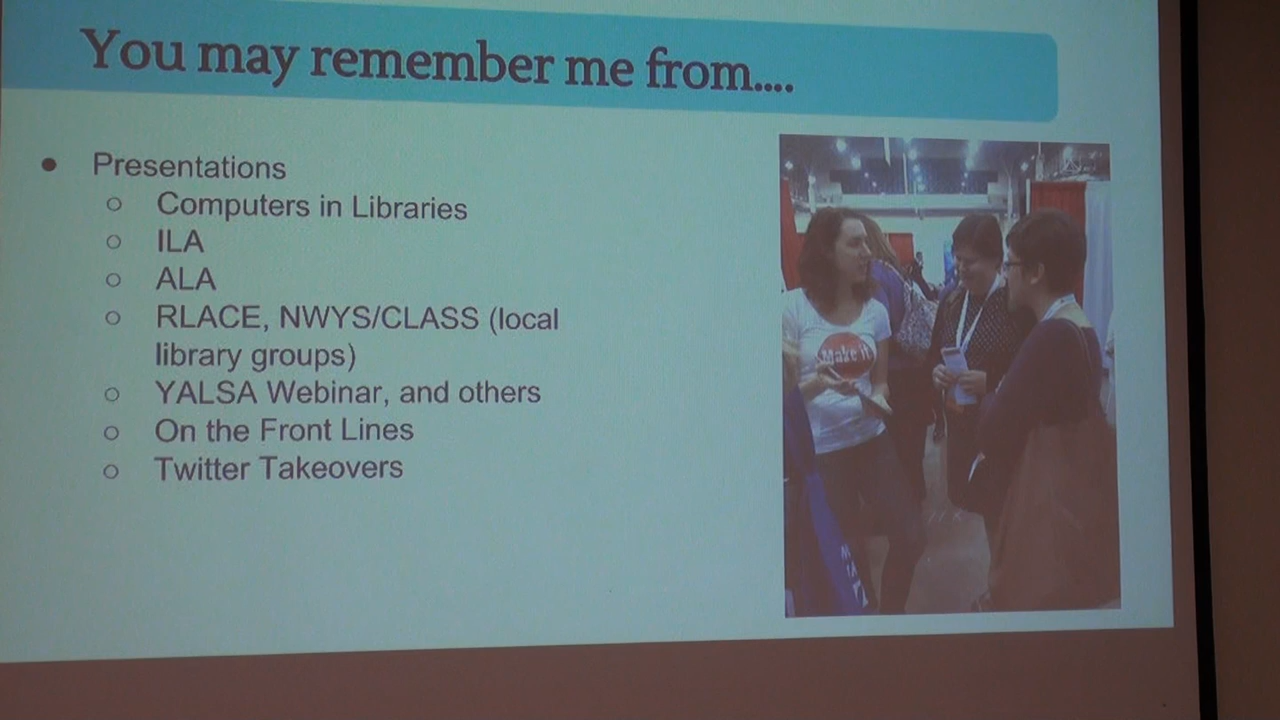 You may remember me from....
● Presentations
○ Computers in Libraries
○ ILA
○ ALA
○ RLACE, NWYS/CLASS (local
library groups)
○ YALSA Webinar, and others
○ On the Front Lines
○ Twitter Takeovers
Make it